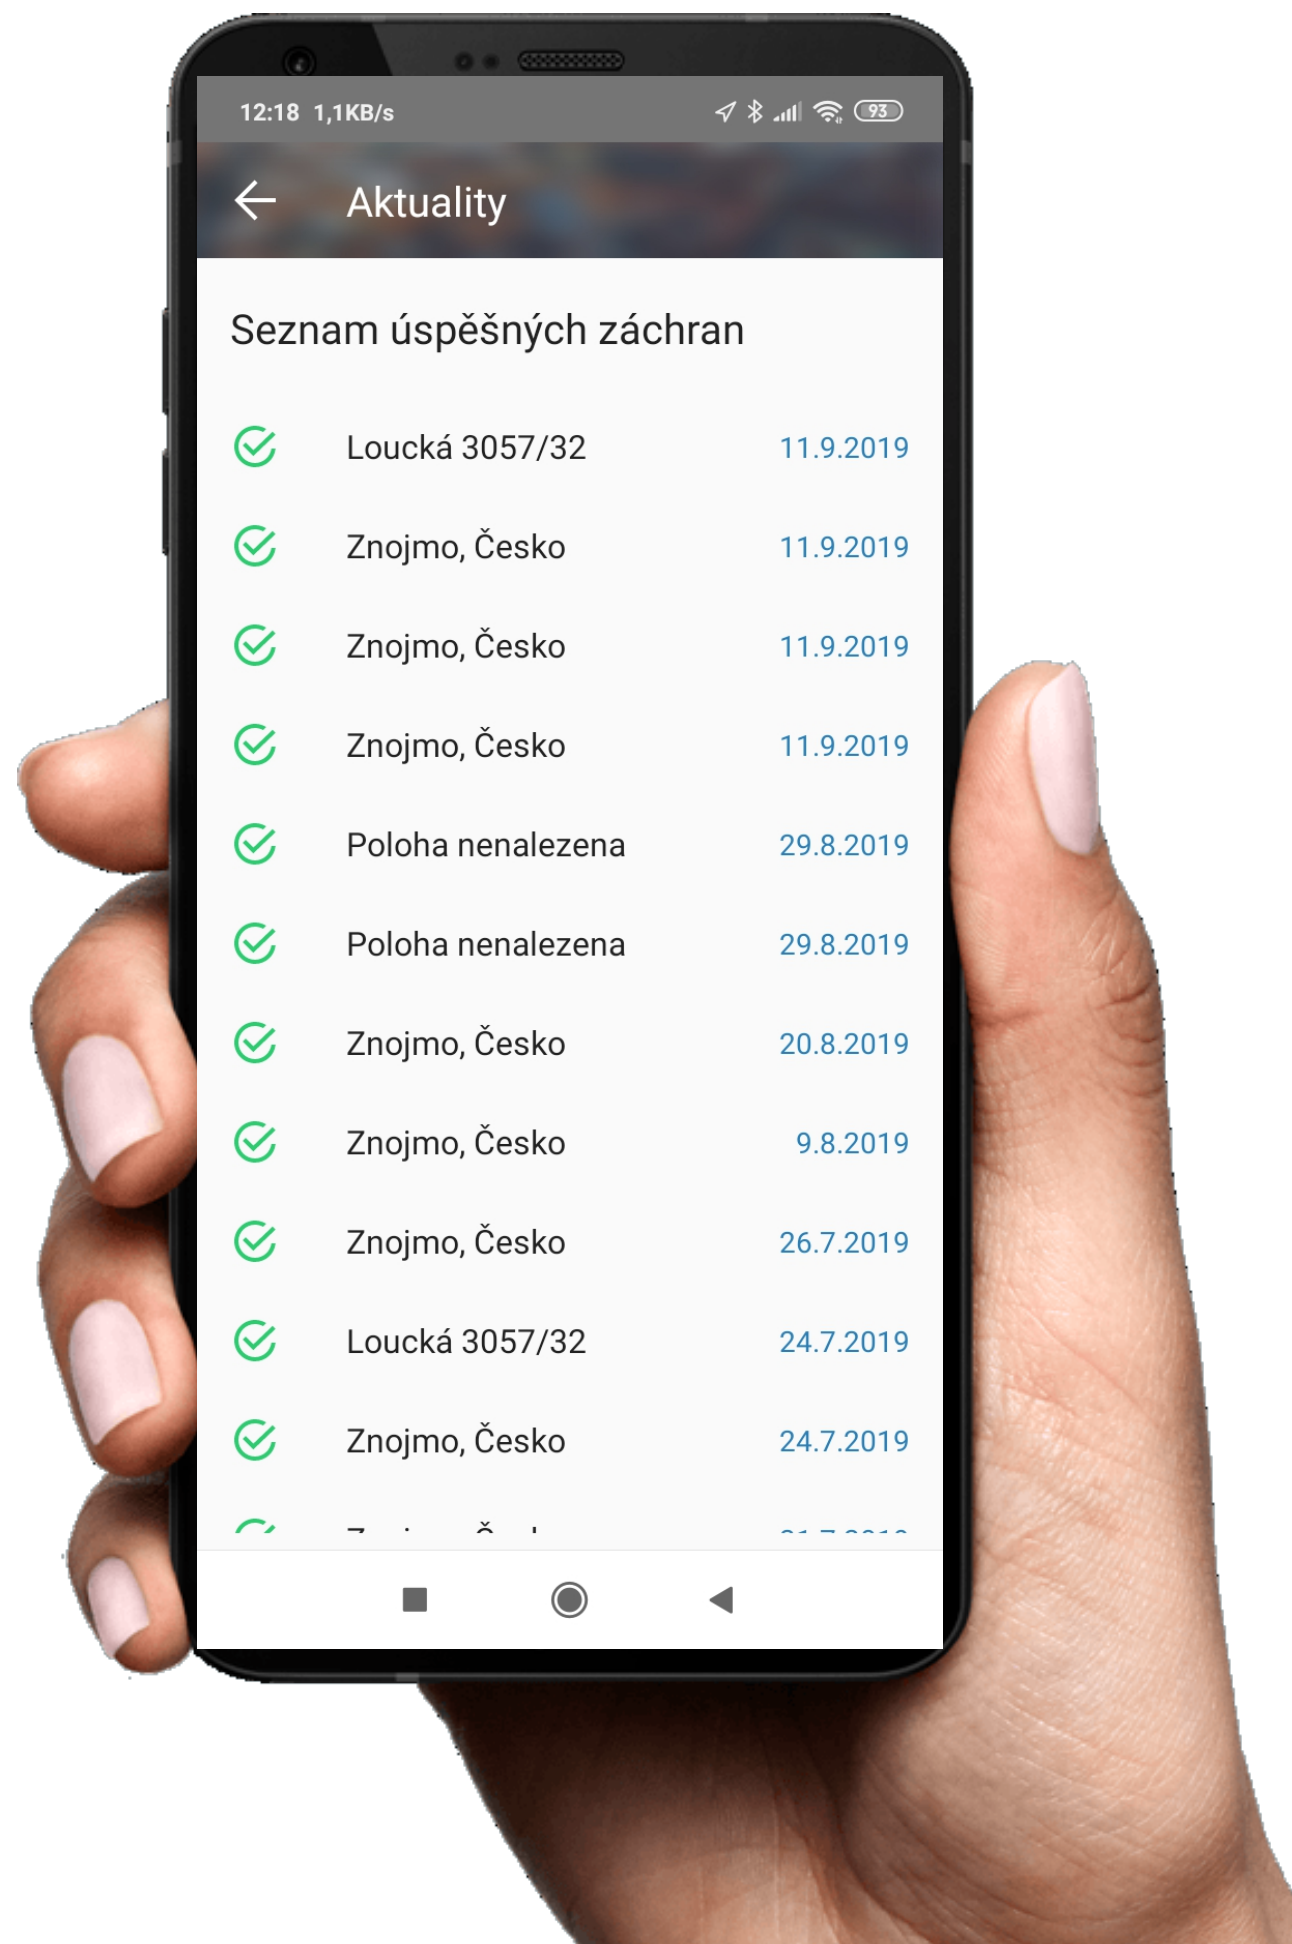 12:18 1,1KB/s 93
Aktuality
Seznam úspěšných záchran
Loucká 3057/32 11.9.2019
Znojmo, Česko 11.9.2019
Znojmo, Česko 11.9.2019
Znojmo, Česko 11.9.2019
Poloha nenalezena 29.8.2019
Poloha nenalezena 29.8.2019
Znojmo, Česko 20.8.2019
Znojmo, Česko 9.8.2019
Znojmo, Česko 26.7.2019
Loucká 3057/32 24.7.2019
Znojmo, Česko 24.7.2019